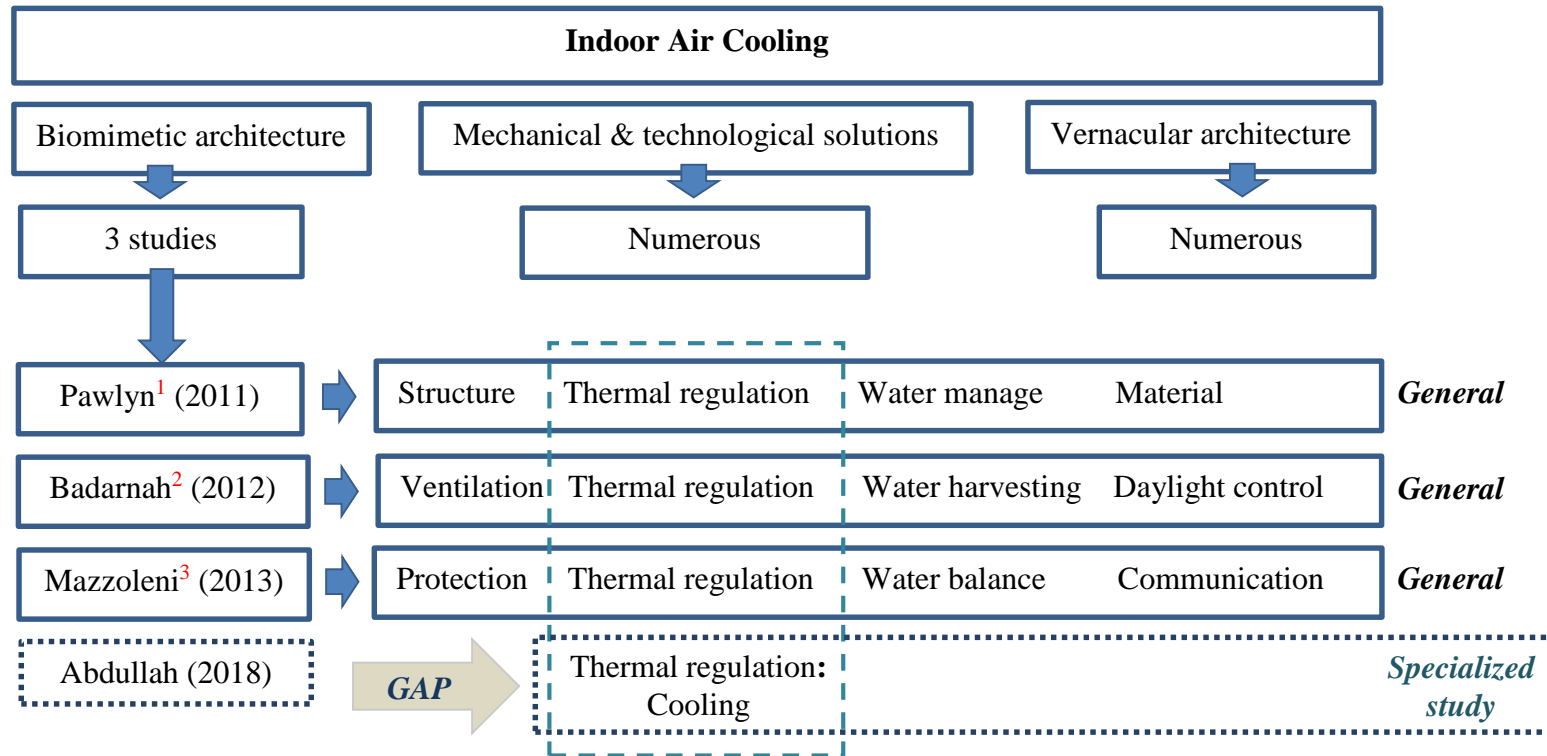 Indoor Air Cooling
Biomimetic architecture
Mechanical & technological solutions
Vernacular architecture
3 studies
Numerous
Numerous
Pawlyn1 (2011)
Structure Thermal regulation Water manage Material
General
Badarnah2 (2012)
Ventilation Thermal regulation Water harvesting Daylight control
General
Mazzoleni3 (2013)
Protection Thermal regulation Water balance Communication
General
Abdullah (2018)
GAP
Thermal regulation:
Cooling
Specialized
study